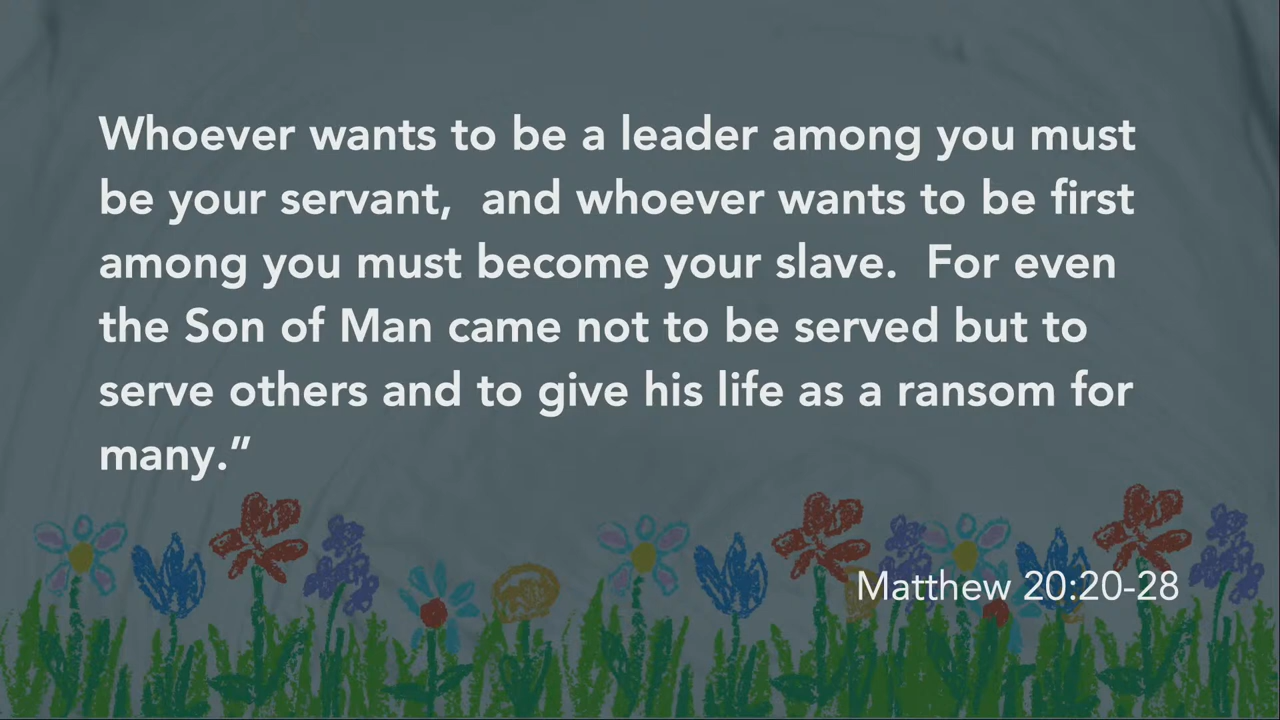 Whoever wants to be a leader among you must
be your servant,  and whoever wants to be first
among you must become your slave.  For even
the Son of Man came not to be served but to
serve others and to give his life as a ransom for
many.”
Matthew 20:20-28